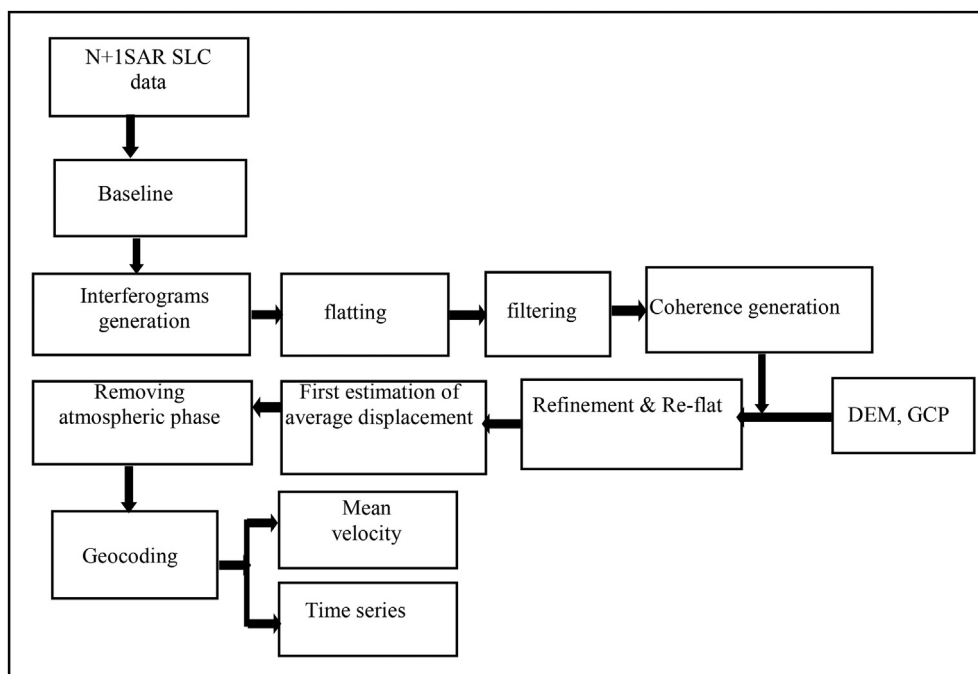 N+1SAR SLC
data
Baseline
Interferograms
generation
flatting
filtering
Coherence generation
DEM, GCP
Refinement & Re-flat
First estimation of
average displacement
Removing
atmospheric phase
Geocoding
Mean
velocity
Time series